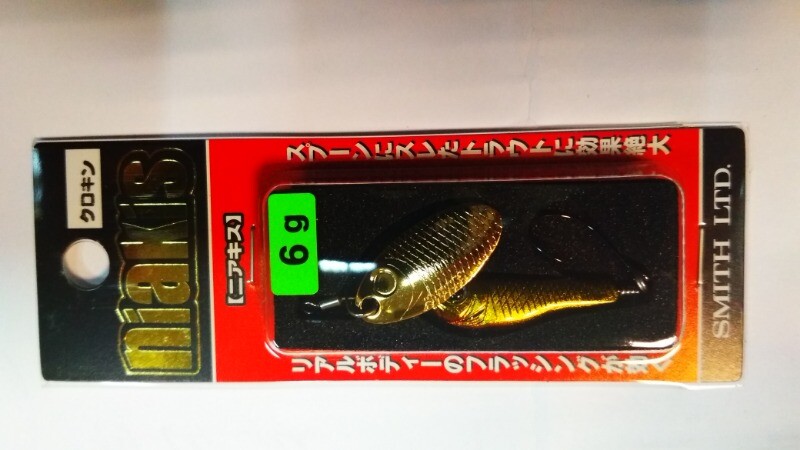 クロキン
niakis
【ニアキス】
6g
スプーンにスレたトラウトに効果絶大
リアルボディーのフラッシングが効く
SMITH LTD.